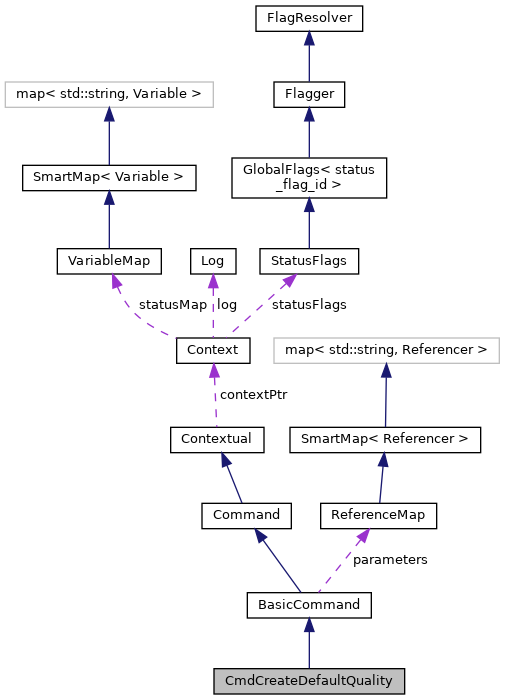 FlagResolver
map< std::string, Variable >
Flagger
SmartMap< Variable >
GlobalFlags< status
_flag_id >
VariableMap
Log
StatusFlags
statusMap
log
statusFlags
Context
map< std::string, Referencer >
contextPtr
Contextual
SmartMap< Referencer >
Command
ReferenceMap
parameters
BasicCommand
CmdCreateDefaultQuality